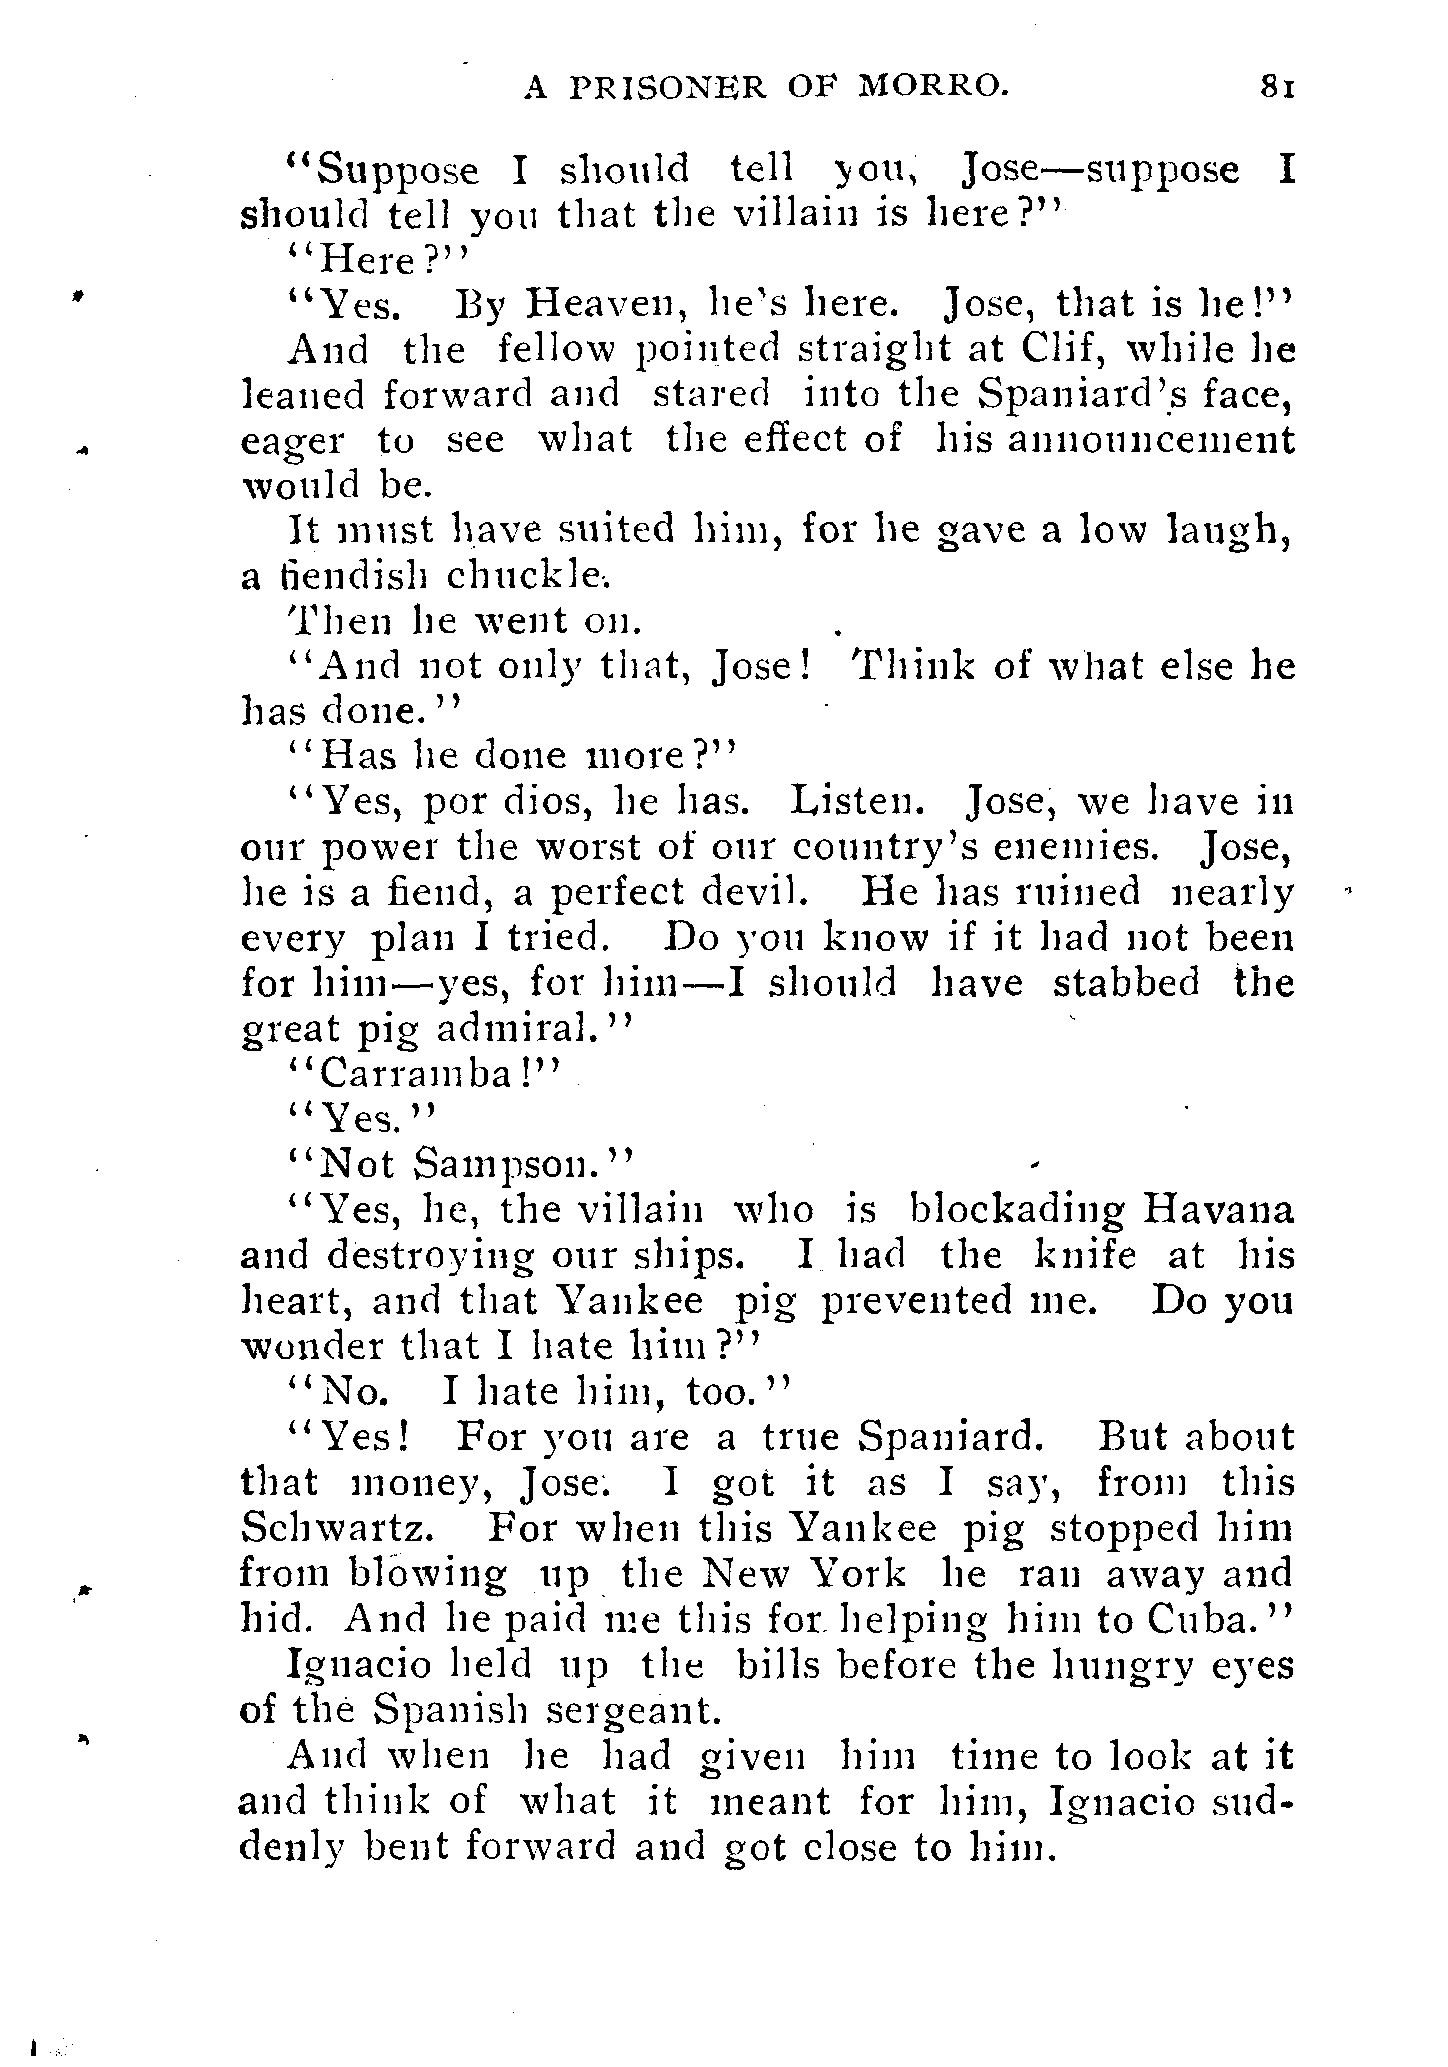 A PRISONER OF MORRO. 81
"Suppose I should tell you, Jose—suppose I
should tell you that the villain is here?"
"Here?"
"Yes. By Heaven, he's here. Jose, that is he!"
And the fellow pointed straight at Clif, while he
leaned forward and stared into the Spaniard's face,
eager to see what the effect of his announcement
would be.
It must have suited him, for he gave a low laugh,
a fiendish chuckle.
Then he went on.
"And not only that, Jose! Think of what else he
has done."
"Has he done more?"
"Yes, por dios, he has. Listen. Jose, we have in
our power the worst of our country's enemies. Jose,
he is a fiend, a perfect devil. He has ruined nearly
every plan I tried. Do you know if it had not been
for him—yes, for him—I should have stabbed the
great pig admiral."
"Carramba!"
"Yes."
"Not Sampson."
"Yes, he, the villain who is blockading Havana
and destroying our ships. I had the knife at his
heart, and that Yankee pig prevented me. Do you
wonder that I hate him?"
"No. I hate him, too."
"Yes! For you are a true Spaniard. But about
that money, Jose. I got it as I say, from this
Schwartz. For when this Yankee pig stopped him
from blowing up the New York he ran away and
hid. And he paid me this for helping him to Cuba."
Ignacio held up the bills before the hungry eyes
of the Spanish sergeant.
And when he had given him time to look at it
and think of what it meant for him, Ignacio sud-
denly bent forward and got close to him.